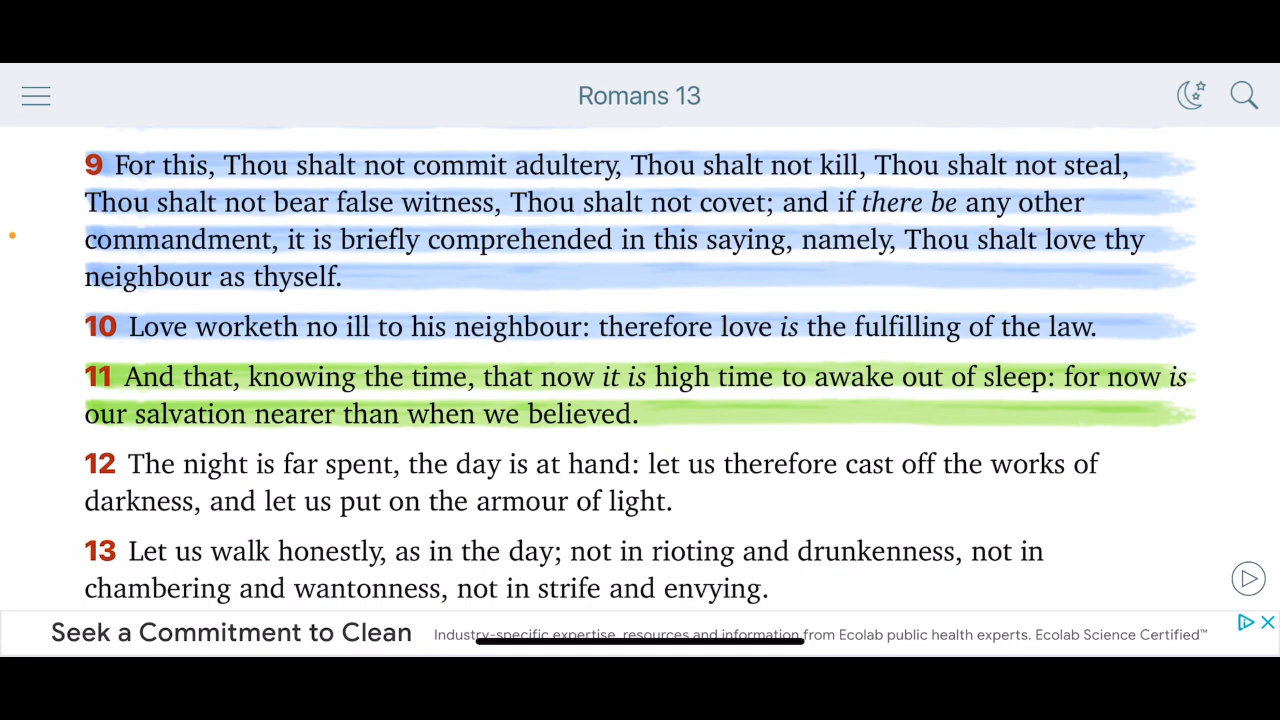 Romans 13
9 For this, Thou shalt not commit adultery, Thou shalt not kill, Thou shalt not steal,
Thou shalt not bear false witness, Thou shalt not covet; and if there be any other
commandment, it is briefly comprehended in this saying, namely, Thou shalt love thy
neighbour as thyself.
10 Love worketh no ill to his neighbour: therefore love is the fulfilling of the law.
11 And that, knowing the time, that now it is high time to awake out of sleep: for now is
our salvation nearer than when we believed.
12 The night is far spent, the day is at hand: let us therefore cast off the works of
darkness, and let us put on the armour of light.
13 Let us walk honestly, as in the day; not in rioting and drunkenness, not in
chambering and wantonness, not in strife and envying.
Seek a Commitment to Clean Industry-specific expertise, resources and information from Ecolab public health experts. Ecolab Science Certified™